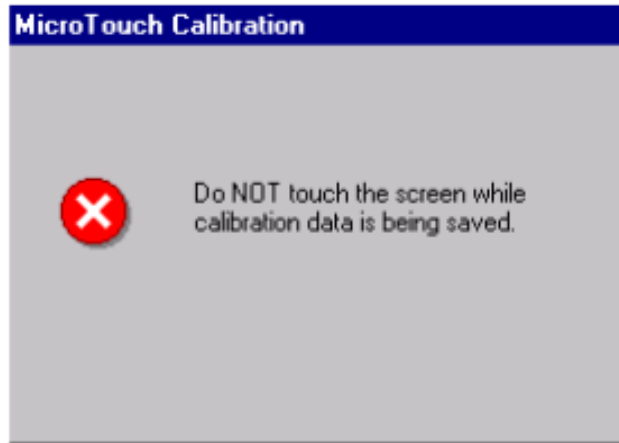 MicroTouch Calibration
Do NOT touch the screen while
calibration data is being saved.